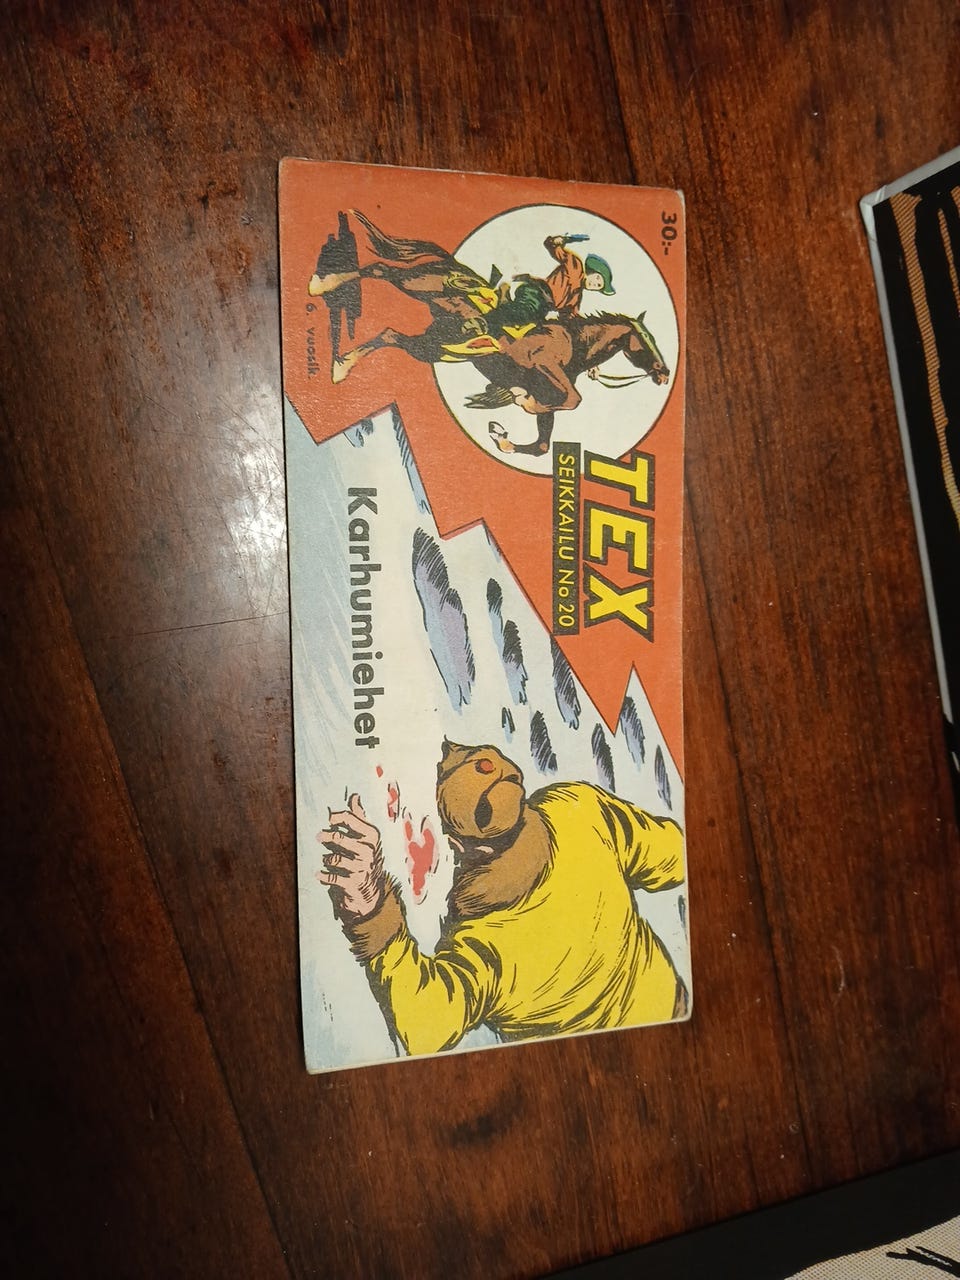 30:-
TEX
SEIKKAILU No 20
6. vuosik.
Karhumiehet